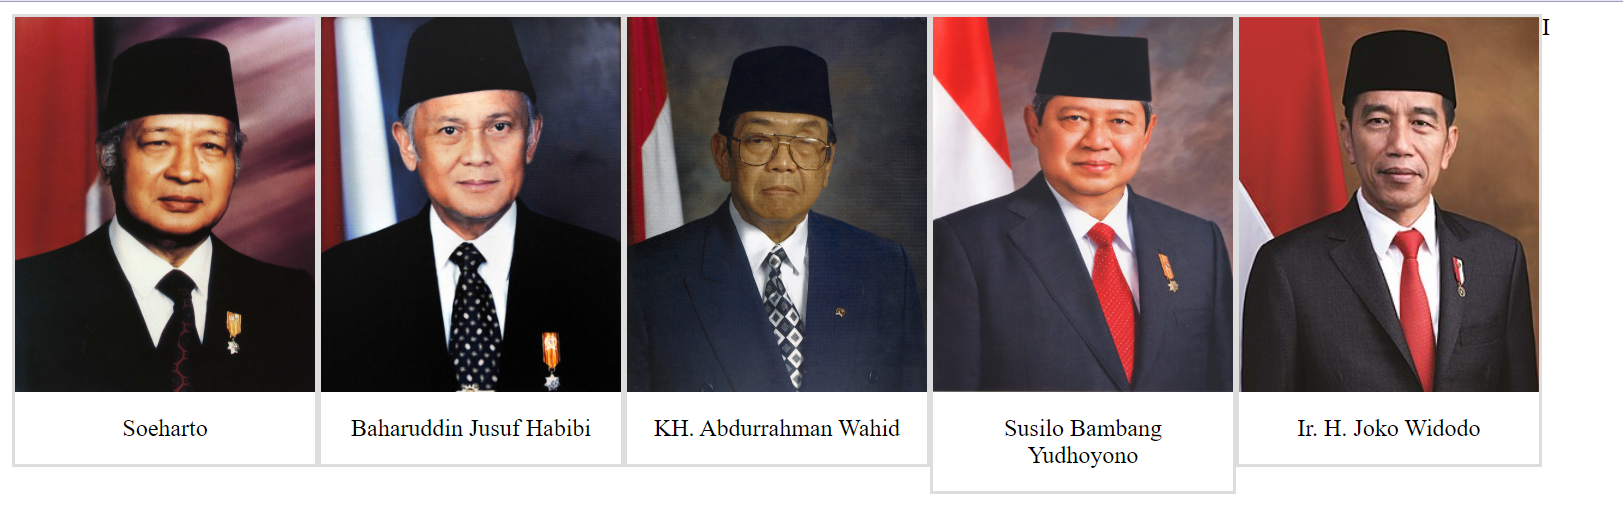 I
Soeharto
Baharuddin Jusuf Habibi
KH. Abdurrahman Wahid
Susilo Bambang
Yudhoyono
Ir. H. Joko Widodo